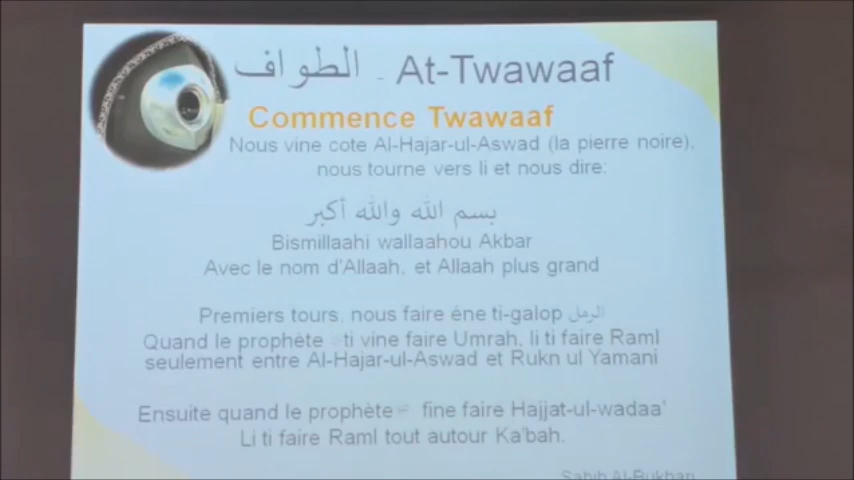 الطواف - At-Twawaaf
Commence Twawaaf
Nous vine cote Al-Hajar-ul-Aswad (la pierre noire),
nous tourne vers li et nous dire:
بسم الله والله أكبر
Bismillaahi wallaahou Akbar
Avec le nom d'Allaah, et Allaah plus grand
Premiers tours, nous faire éne ti-galop الرمل
Quand le prophète ti vine faire Umrah, li ti faire Raml
seulement entre Al-Hajar-ul-Aswad et Rukn ul Yamani
Ensuite quand le prophète fine faire Hajjat-ul-wadaa'
Li ti faire Raml tout autour Ka'bah.
Sahih Al-Bukhari